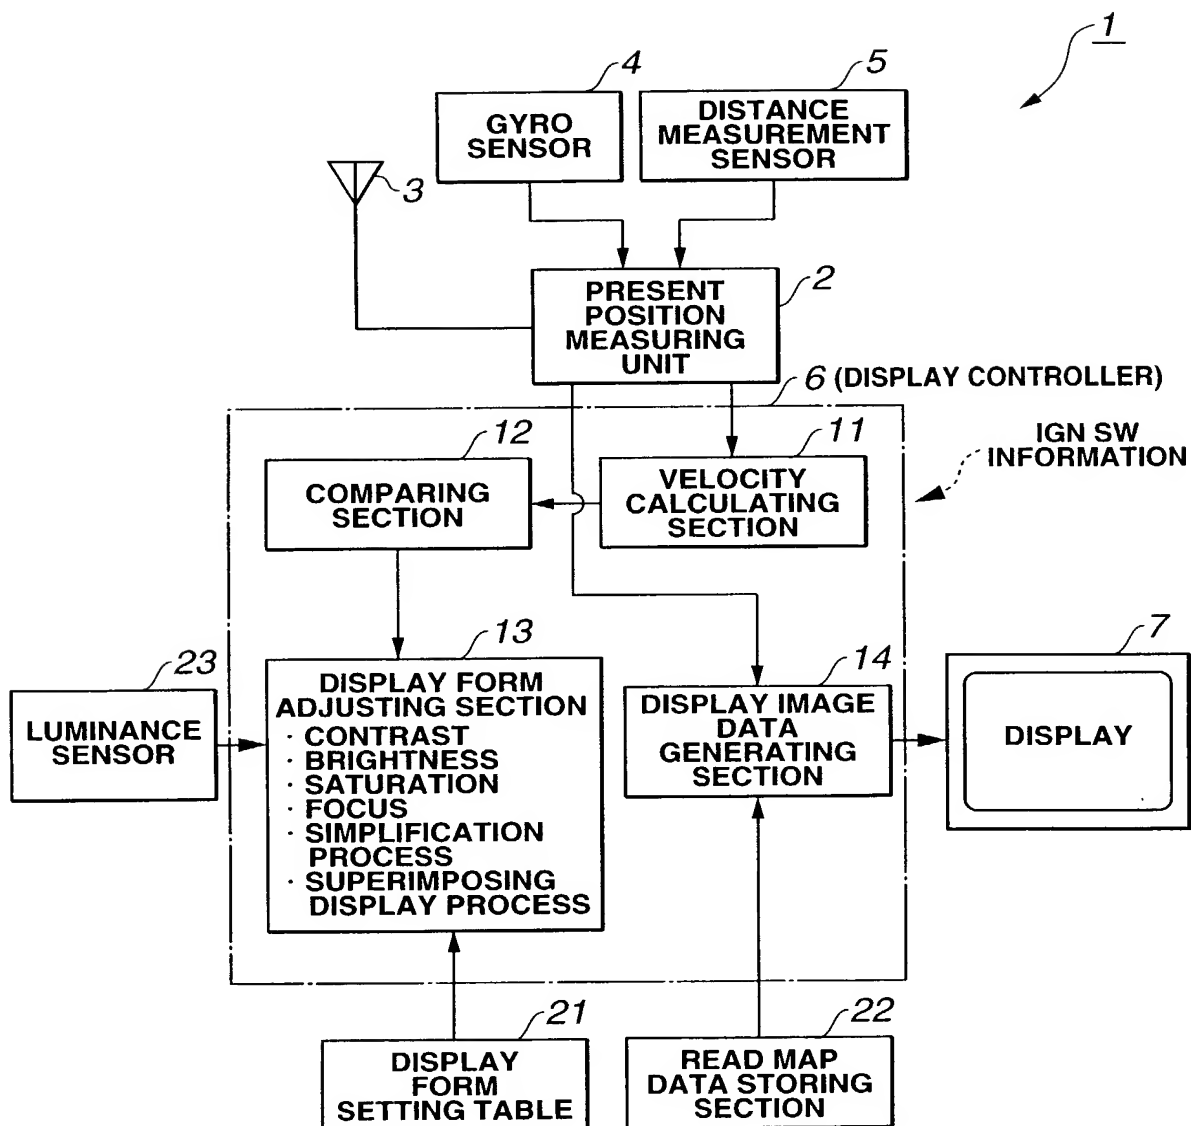 1
4
5
GYRO
SENSOR
DISTANCE
MEASUREMENT
SENSOR
3
2
PRESENT
POSITION
MEASURING
UNIT
6 (DISPLAY CONTROLLER)
IGN SW
INFORMATION
12
11
COMPARING
SECTION
VELOCITY
CALCULATING
SECTION
13
14
7
23
LUMINANCE
SENSOR
DISPLAY FORM
ADJUSTING SECTION
· CONTRAST
· BRIGHTNESS
· SATURATION
· FOCUS
· SIMPLIFICATION
PROCESS
· SUPERIMPOSING
DISPLAY PROCESS
DISPLAY IMAGE
DATA
GENERATING
SECTION
DISPLAY
21
22
DISPLAY
FORM
SETTING TABLE
READ MAP
DATA STORING
SECTION